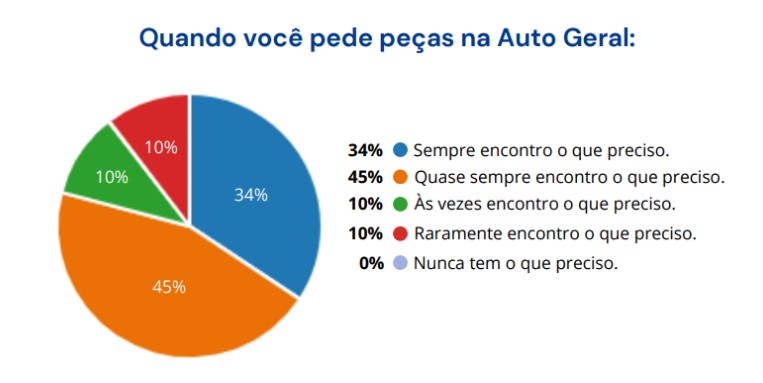 Quando você pede peças na Auto Geral:
10%
34%
10%
45%
34% Sempre encontro o que preciso.
45% Quase sempre encontro o que preciso.
10% Às vezes encontro o que preciso.
10% Raramente encontro o que preciso.
0% Nunca tem o que preciso.